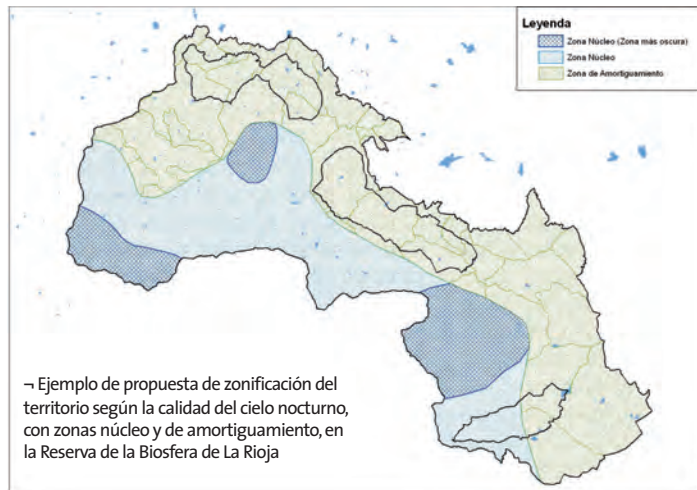 Leyenda
Zona Núcleo (Zona más oscura)
Zona Núcleo
Zona de Amortiguamiento
¬ Ejemplo de propuesta de zonificación del
territorio según la calidad del cielo nocturno,
con zonas núcleo y de amortiguamiento, en
la Reserva de la Biosfera de La Rioja